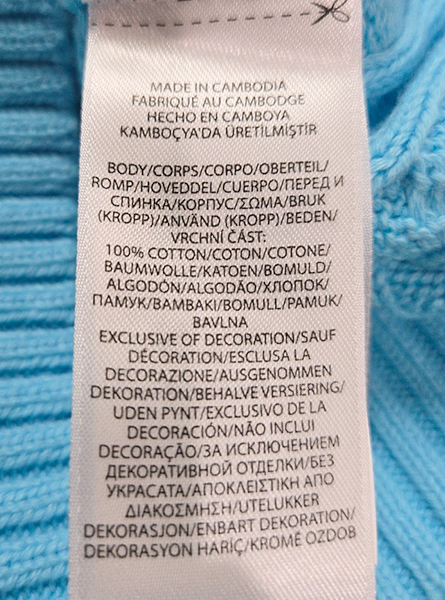 MADE IN CAMBODIA
FABRIQUÉ AU CAMBODGE
HECHO EN CAMBOYA
KAMBOÇYA'DA ÜRETİLMİŞTİR
BODY/CORPS/CORPO/OBERTEIL/
ROMP/HOVEDDEL/CUERPO/ПЕРЕД И
СПИНКА/КОРПУС/ΣΩΜΑ/BRUK
(KROPP)/ANVÄND (KROPP)/BEDEN/
VRCHNÍ ČÁST:
100% COTTON/COTON/COTONE/
BAUMWOLLE/KATOEN/BOMULD/
ALGODÓN/ALGODÃO/ХЛОПОК/
ПАМУК/ΒΑΜΒΑΚΙ/BOMULL/PAMUK/
BAVLNA
EXCLUSIVE OF DECORATION/SAUF
DÉCORATION/ESCLUSA LA
DECORAZIONE/AUSGENOMMEN
DEKORATION/BEHALVE VERSIERING/
UDEN PYNT/EXCLUSIVO DE LA
DECORACIÓN/NÃO INCLUI
DECORAÇÃO/ЗА ИСКЛЮЧЕНИЕМ
ДЕКОРАТИВНОЙ ОТДЕЛКИ/БЕЗ
УКРАСАТА/ΑΠΟΚΛΕΙΣΤΙΚΗ ΑΠΟ
ΔΙΑΚΟΣΜΗΣΗ/UTELUKKER
DEKORASJON/ENBART DEKORATION/
DEKORASYON HARİÇ/KROMĚ OZDOB